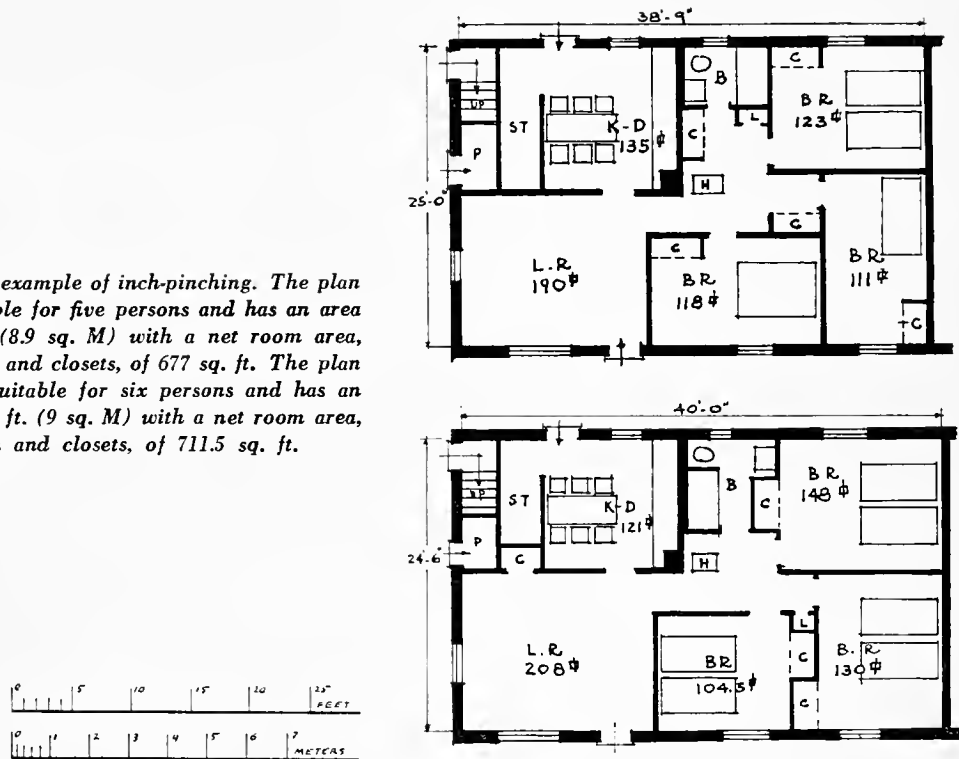 example of inch-pinching. The plan
ble for five persons and has an area
(8.9 sq. M) with a net room area,
and closets, of 677 sq. ft. The plan
uitable for six persons and has an
ft. (9 sq. M) with a net room area,
. and closets, of 711.5 sq. ft.
0 5 10 15 20 25
FEET
0 1 2 3 4 5 6 7
METERS
38'-9"
25'-0"
UP
P
ST
K-D
135 ⏀
B
C
L
H
C
B R
123 ⏀
L.R
190 ⏀
C
BR
118 ⏀
C
B R
111 ⏀
C
40'-0"
24'-6"
UP
P
ST
C
K-D
121 ⏀
B
C
H
B R
148 ⏀
L.R
208 ⏀
BR
104.5 ⏀
L
C
C
B.R
130 ⏀